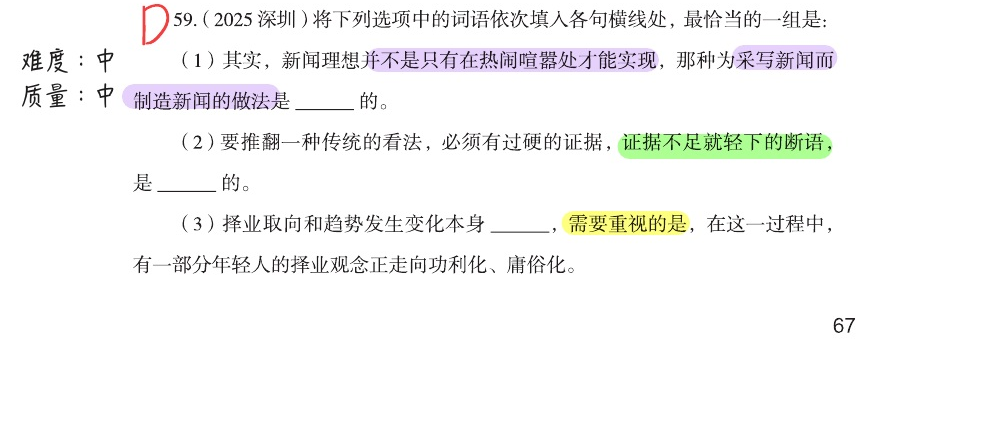 D 59.（2025 深圳）将下列选项中的词语依次填入各句横线处，最恰当的一组是：
难度：中 （1）其实，新闻理想并不是只有在热闹喧嚣处才能实现，那种为采写新闻而
质量：中 制造新闻的做法是 ______ 的。
（2）要推翻一种传统的看法，必须有过硬的证据，证据不足就轻下的断语，
是 ______ 的。
（3）择业取向和趋势发生变化本身 ______，需要重视的是，在这一过程中，
有一部分年轻人的择业观念正走向功利化、庸俗化。
67